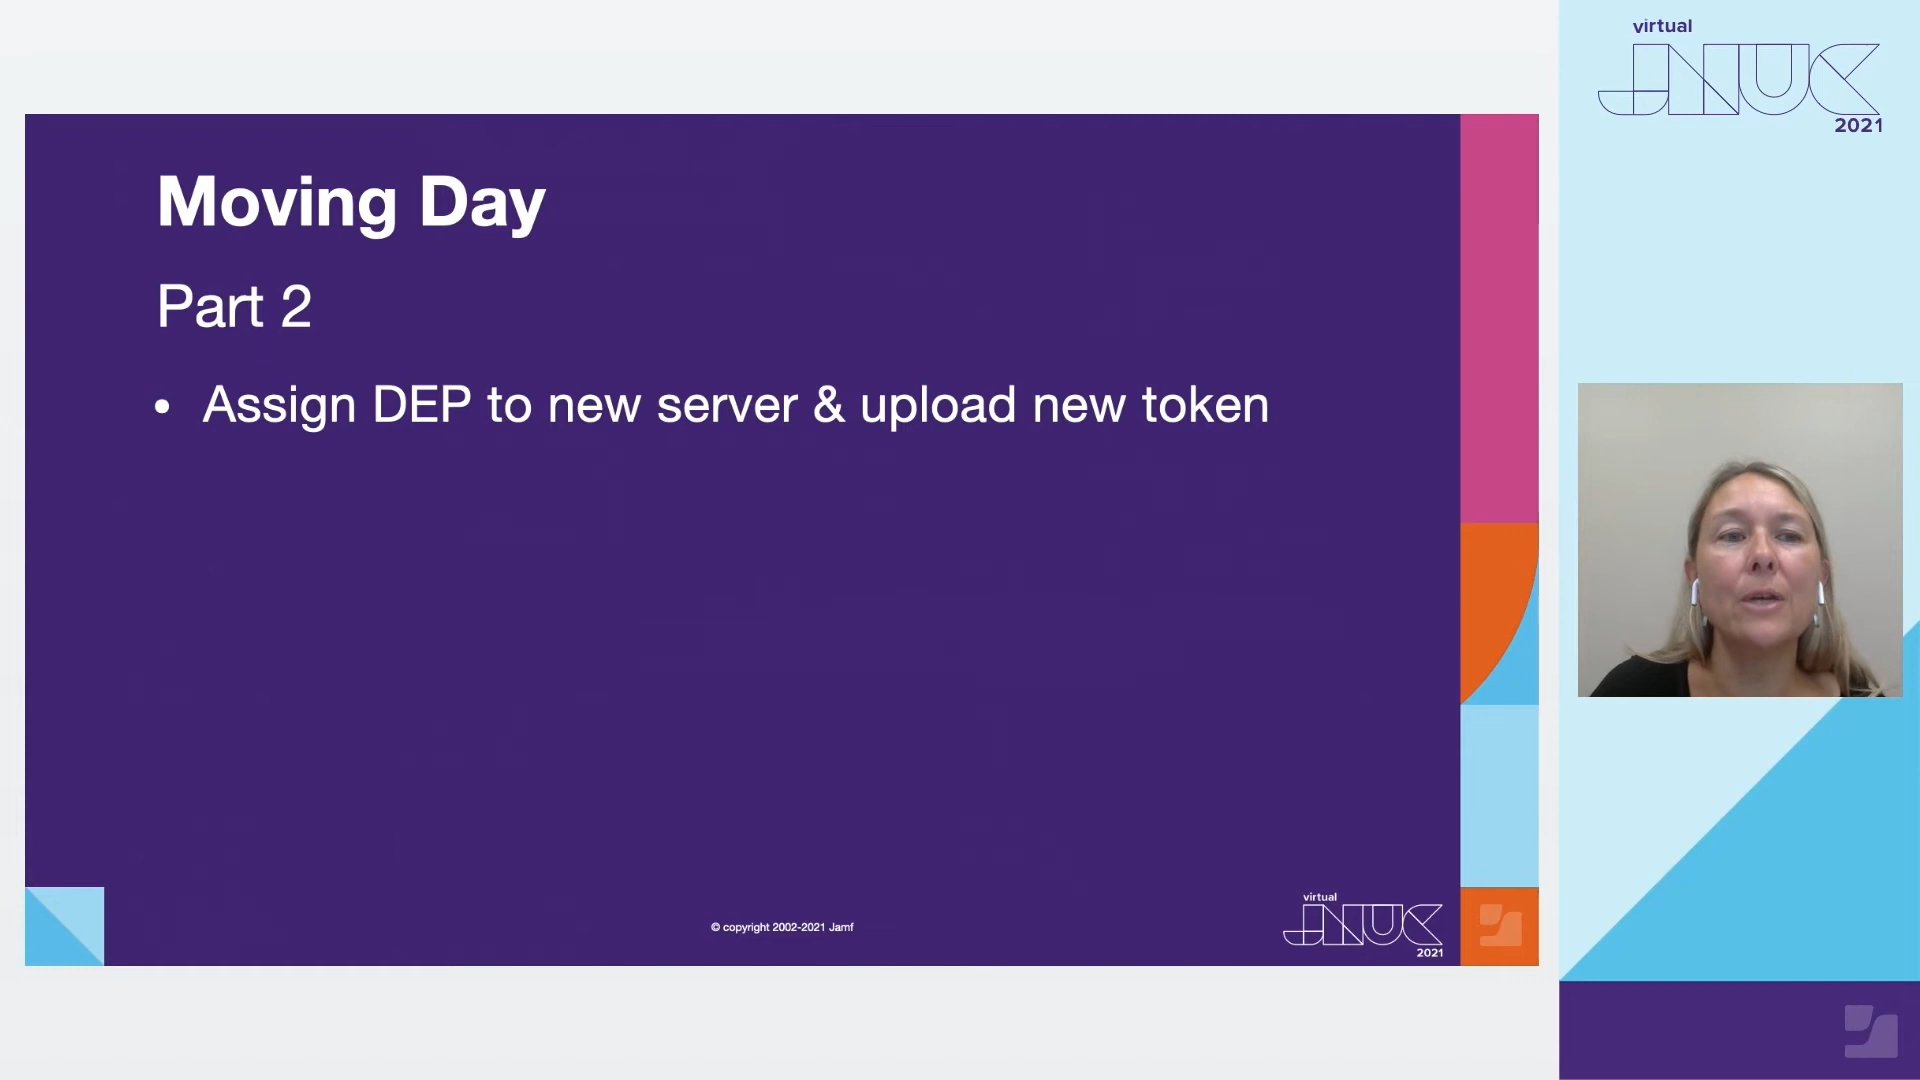 Moving Day
Part 2
• Assign DEP to new server & upload new token
© copyright 2002-2021 Jamf
virtual
JNUC
2021
virtual
JNUC
2021